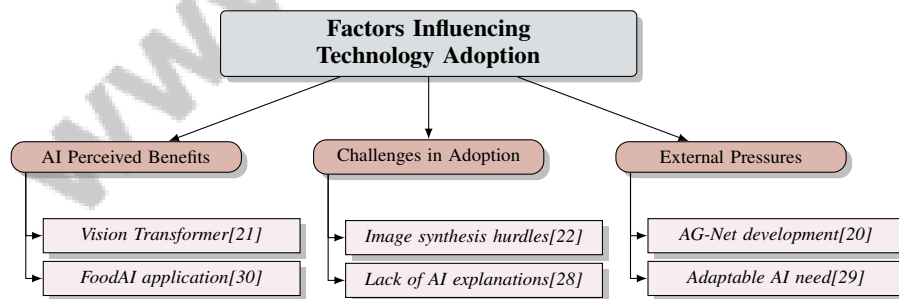 Factors Influencing
Technology Adoption
AI Perceived Benefits
Challenges in Adoption
External Pressures
Vision Transformer[21]
Image synthesis hurdles[22]
AG-Net development[20]
FoodAI application[30]
Lack of AI explanations[28]
Adaptable AI need[29]